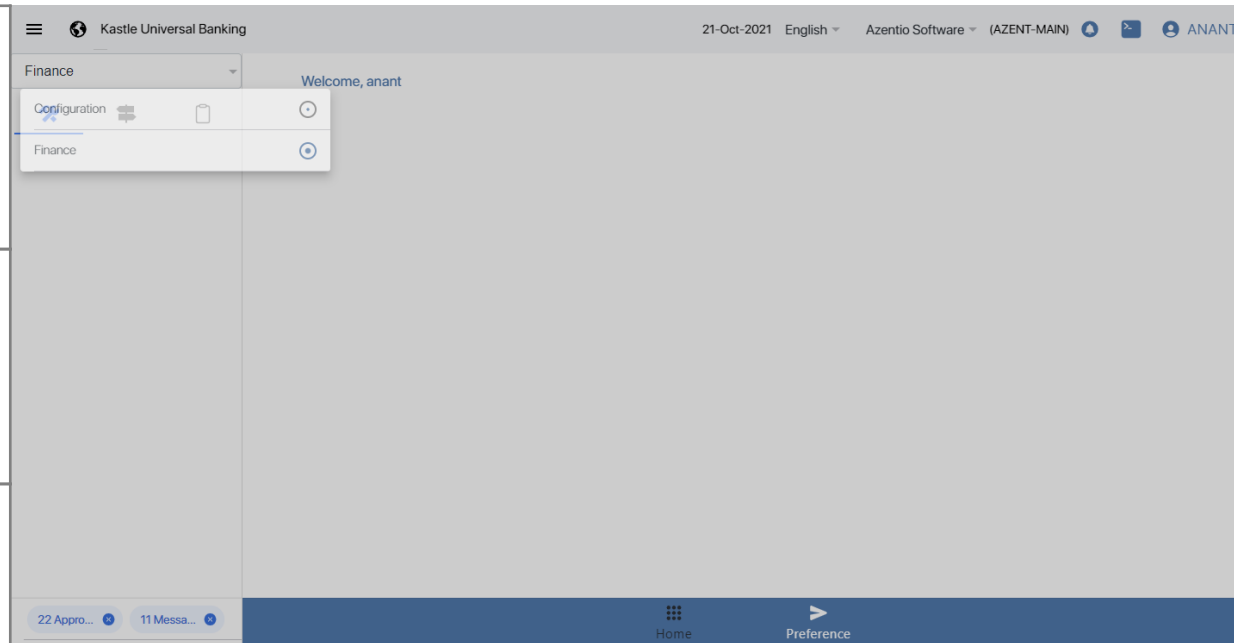 Kastle Universal Banking
21-Oct-2021 English Azentio Software (AZENT-MAIN) ANANT
Finance
Welcome, anant
Configuration
Finance
22 Appro... 11 Messa...
Home Preference